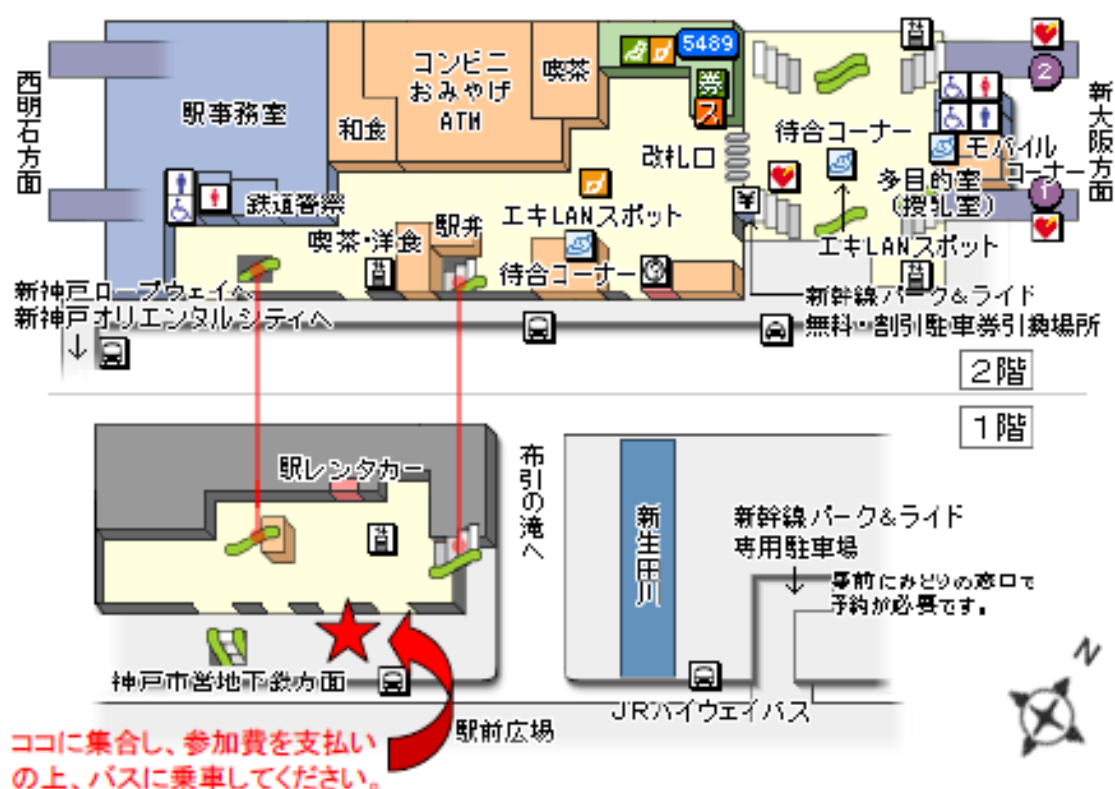 西明石方面
駅事務室
コンビニ
おみやげ
ATM
喫茶
和食
5489
券
ス
改札口
待合コーナー
2
新大阪方面
モバイル
コーナー
1
多目的室
(授乳室)
エキLANスポット
鉄道警察
喫茶・洋食
駅弁
エキLANスポット
待合コーナー
¥
新神戸ロープウェイへ
新神戸オリエンタルシティへ
新幹線パーク&ライド
無料・割引駐車券引換場所
2階
1階
駅レンタカー
布引の滝へ
新生田川
新幹線パーク&ライド
専用駐車場
事前にみどりの窓口で
予約が必要です。
神戸市営地下鉄方面
JRハイウェイバス
駅前広場
ココに集合し、参加費を支払い
の上、バスに乗車してください。
N